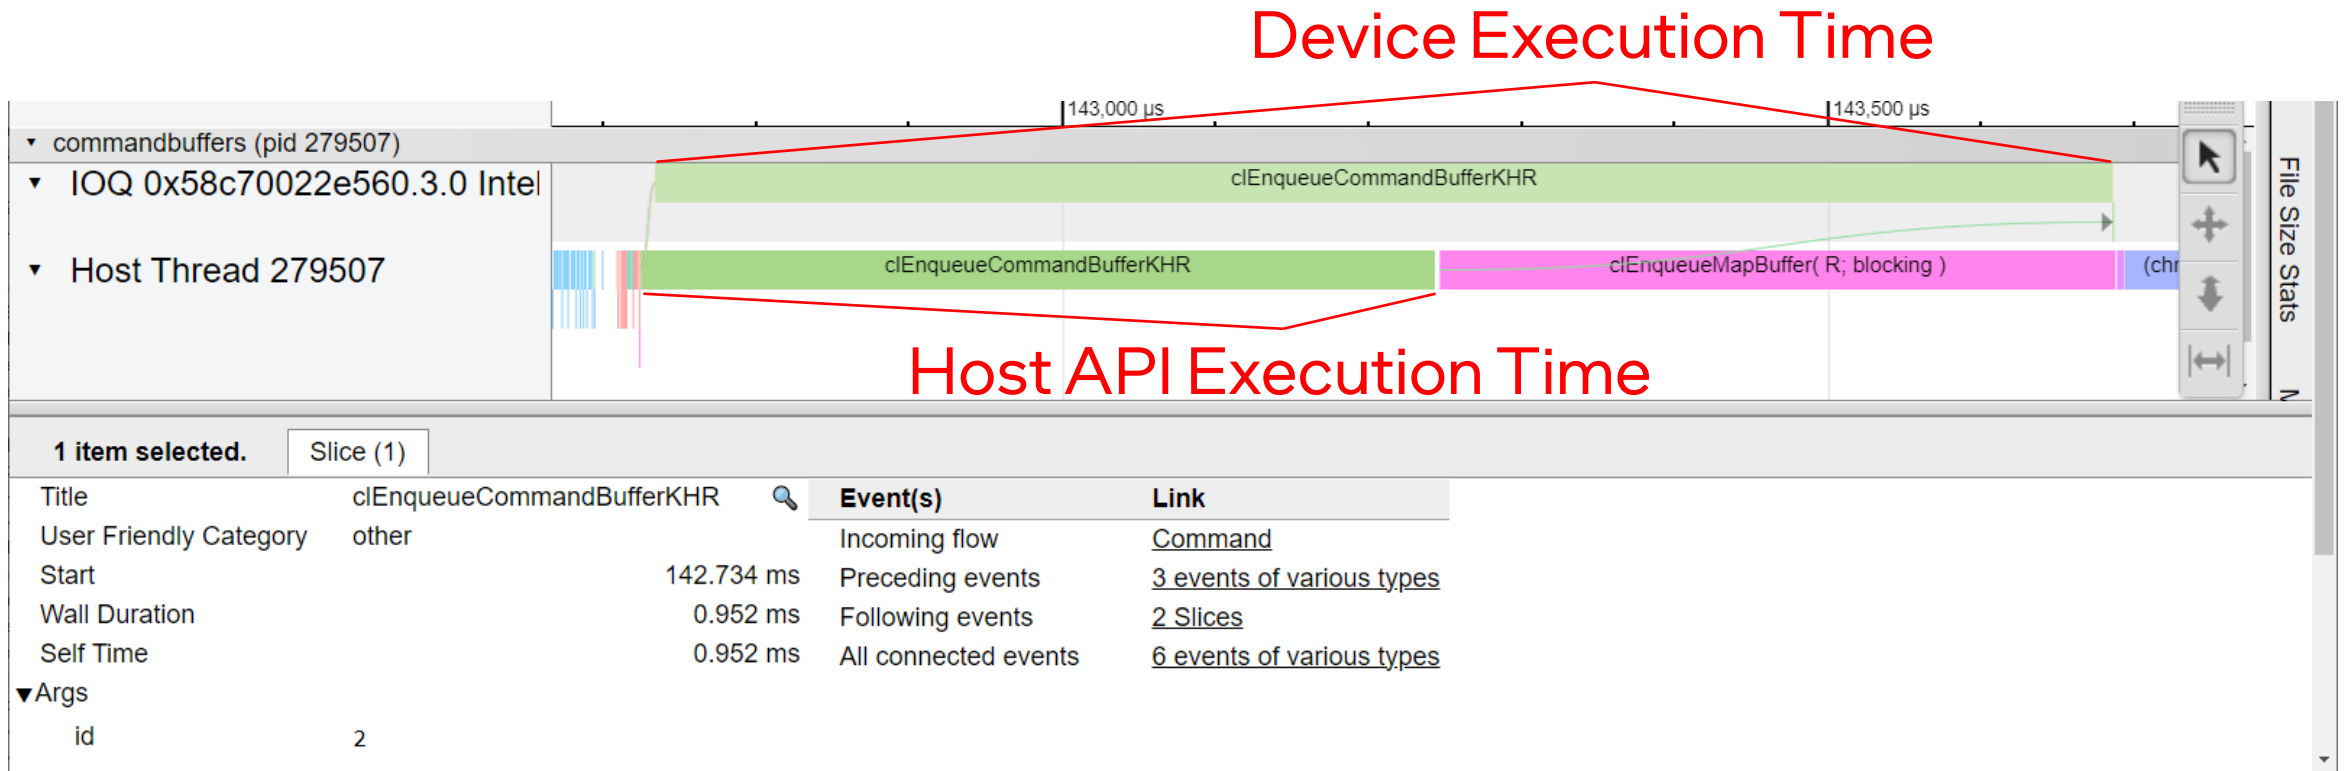 Device Execution Time
143,000 µs
143,500 µs
commandbuffers (pid 279507)
IOQ 0x58c70022e560.3.0 Intel
clEnqueueCommandBufferKHR
Host Thread 279507
clEnqueueCommandBufferKHR
clEnqueueMapBuffer( R; blocking )
(chr
Host API Execution Time
File Size Stats
1 item selected.
Slice (1)
Title clEnqueueCommandBufferKHR
User Friendly Category other
Start 142.734 ms
Wall Duration 0.952 ms
Self Time 0.952 ms
Args
id 2
Event(s) Link
Incoming flow Command
Preceding events 3 events of various types
Following events 2 Slices
All connected events 6 events of various types